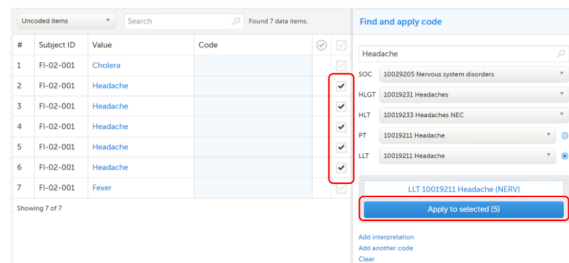 Uncoded items Search Found 7 data items.
# Subject ID Value Code
1 FI-02-001 Cholera
2 FI-02-001 Headache
3 FI-02-001 Headache
4 FI-02-001 Headache
5 FI-02-001 Headache
6 FI-02-001 Headache
7 FI-02-001 Fever
Showing 7 of 7
Find and apply code
Headache
SOC 10029205 Nervous system disorders
HLGT 10019231 Headaches
HLT 10019233 Headaches NEC
PT 10019211 Headache
LLT 10019211 Headache
LLT 10019211 Headache (NERV)
Apply to selected (5)
Add interpretation
Add another code
Clear